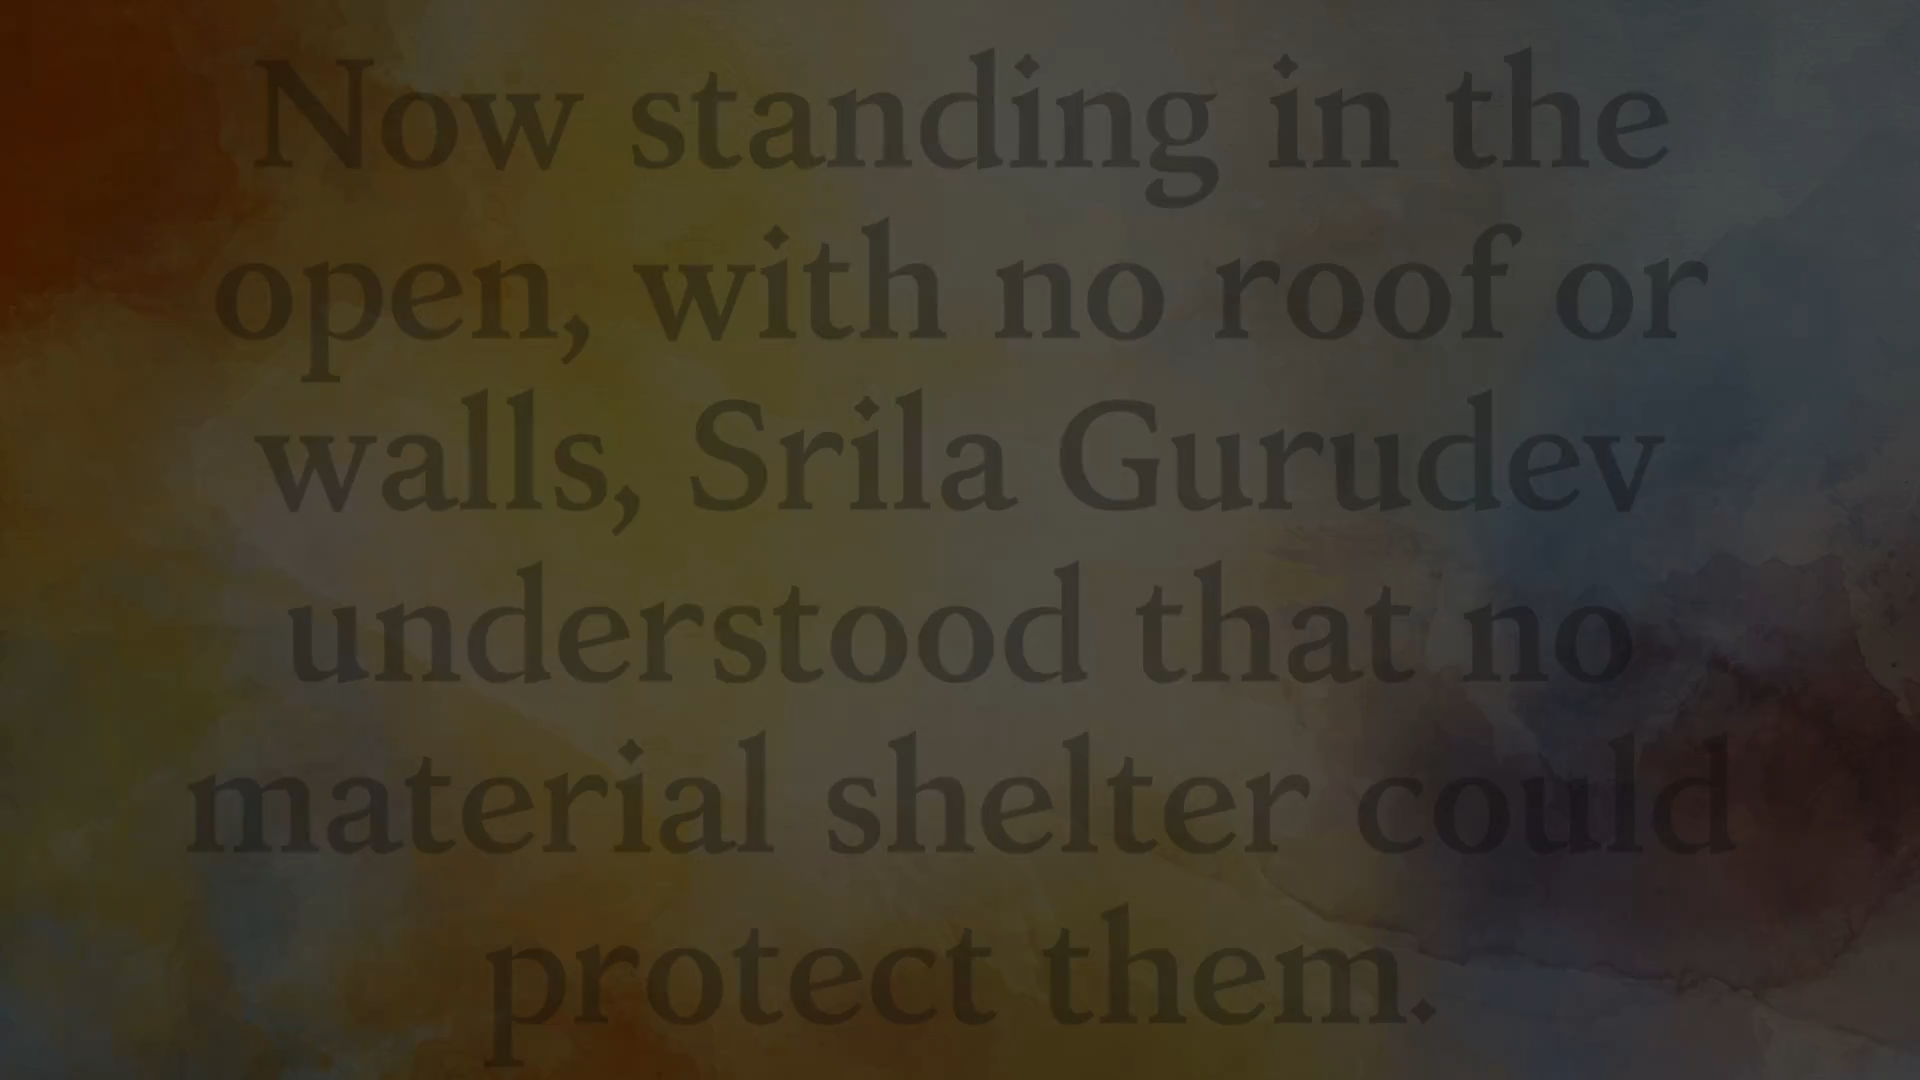 Now standing in the
open, with no roof or
walls, Srila Gurudev
understood that no
material shelter could
protect them.